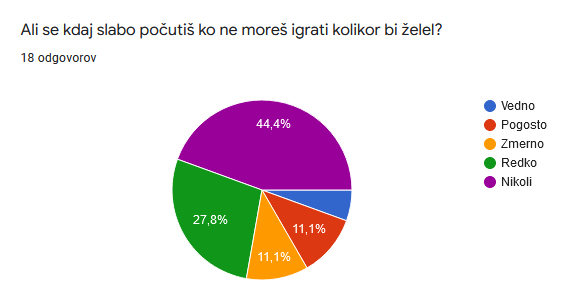 Ali se kdaj slabo počutiš ko ne moreš igrati kolikor bi želel?
18 odgovorov
44,4%
27,8%
11,1%
11,1%
Vedno
Pogosto
Zmerno
Redko
Nikoli